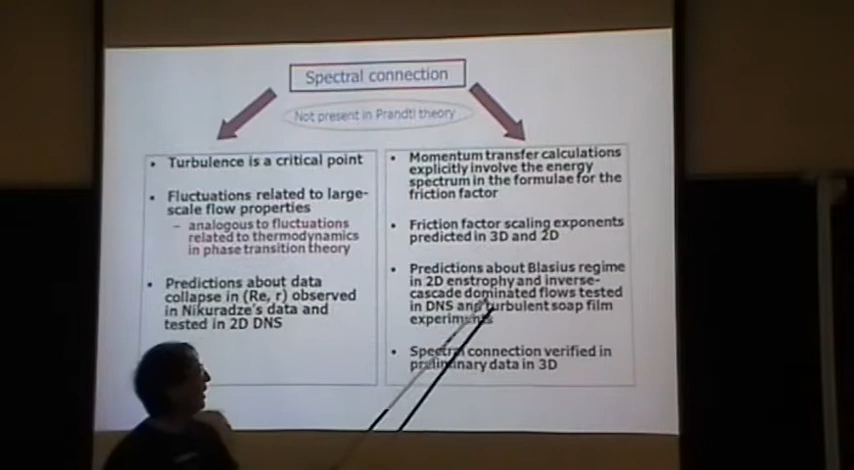 Spectral connection
Not present in Prandtl theory
• Turbulence is a critical point
• Fluctuations related to large-
scale flow properties
– analogous to fluctuations
related to thermodynamics
in phase transition theory
• Predictions about data
collapse in (Re, r) observed
in Nikuradze's data and
tested in 2D DNS
• Momentum transfer calculations
explicitly involve the energy
spectrum in the formulae for the
friction factor
• Friction factor scaling exponents
predicted in 3D and 2D
• Predictions about Blasius regime
in 2D enstrophy and inverse-
cascade dominated flows tested
in DNS and turbulent soap film
experiments
• Spectral connection verified in
preliminary data in 3D